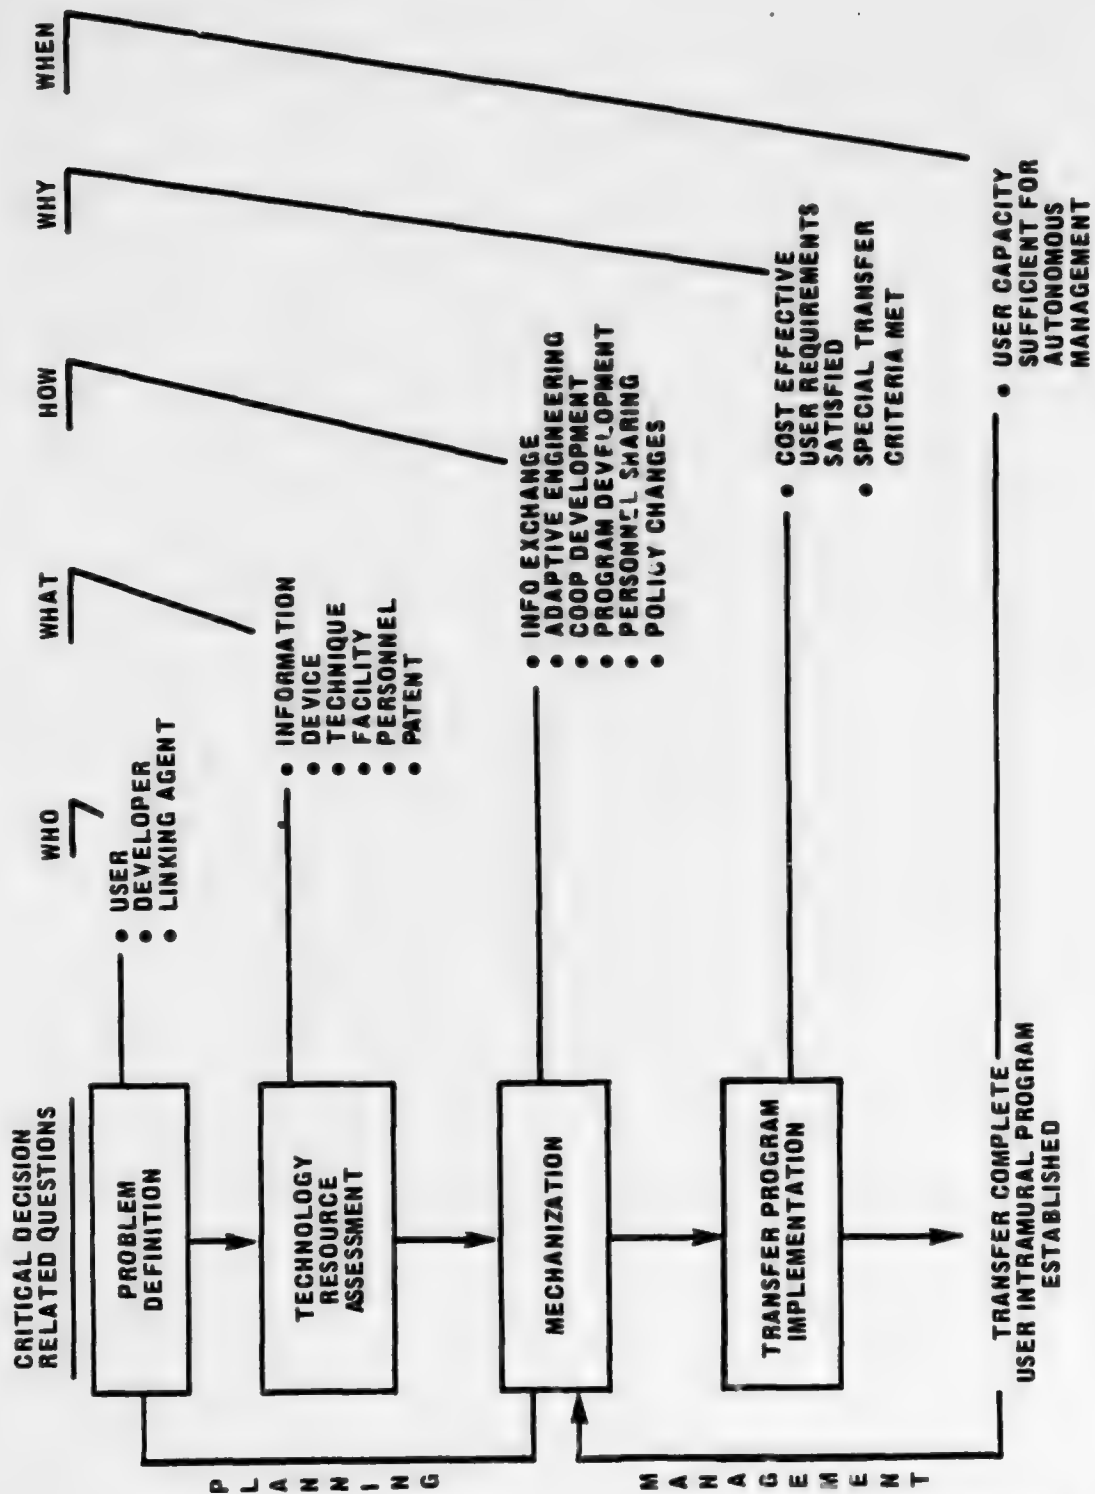 CRITICAL DECISION
RELATED QUESTIONS
WHO
WHAT
HOW
WHY
WHEN
PLANNING
PROBLEM
DEFINITION
• USER
• DEVELOPER
• LINKING AGENT
TECHNOLOGY
RESOURCE
ASSESSMENT
• INFORMATION
• DEVICE
• TECHNIQUE
• FACILITY
• PERSONNEL
• PATENT
MECHANIZATION
• INFO EXCHANGE
• ADAPTIVE ENGINEERING
• COOP DEVELOPMENT
• PROGRAM DEVELOPMENT
• PERSONNEL SHARING
• POLICY CHANGES
MANAGEMENT
TRANSFER PROGRAM
IMPLEMENTATION
• COST EFFECTIVE
USER REQUIREMENTS
SATISFIED
• SPECIAL TRANSFER
CRITERIA MET
TRANSFER COMPLETE
USER INTRAMURAL PROGRAM
ESTABLISHED
• USER CAPACITY
SUFFICIENT FOR
AUTONOMOUS
MANAGEMENT